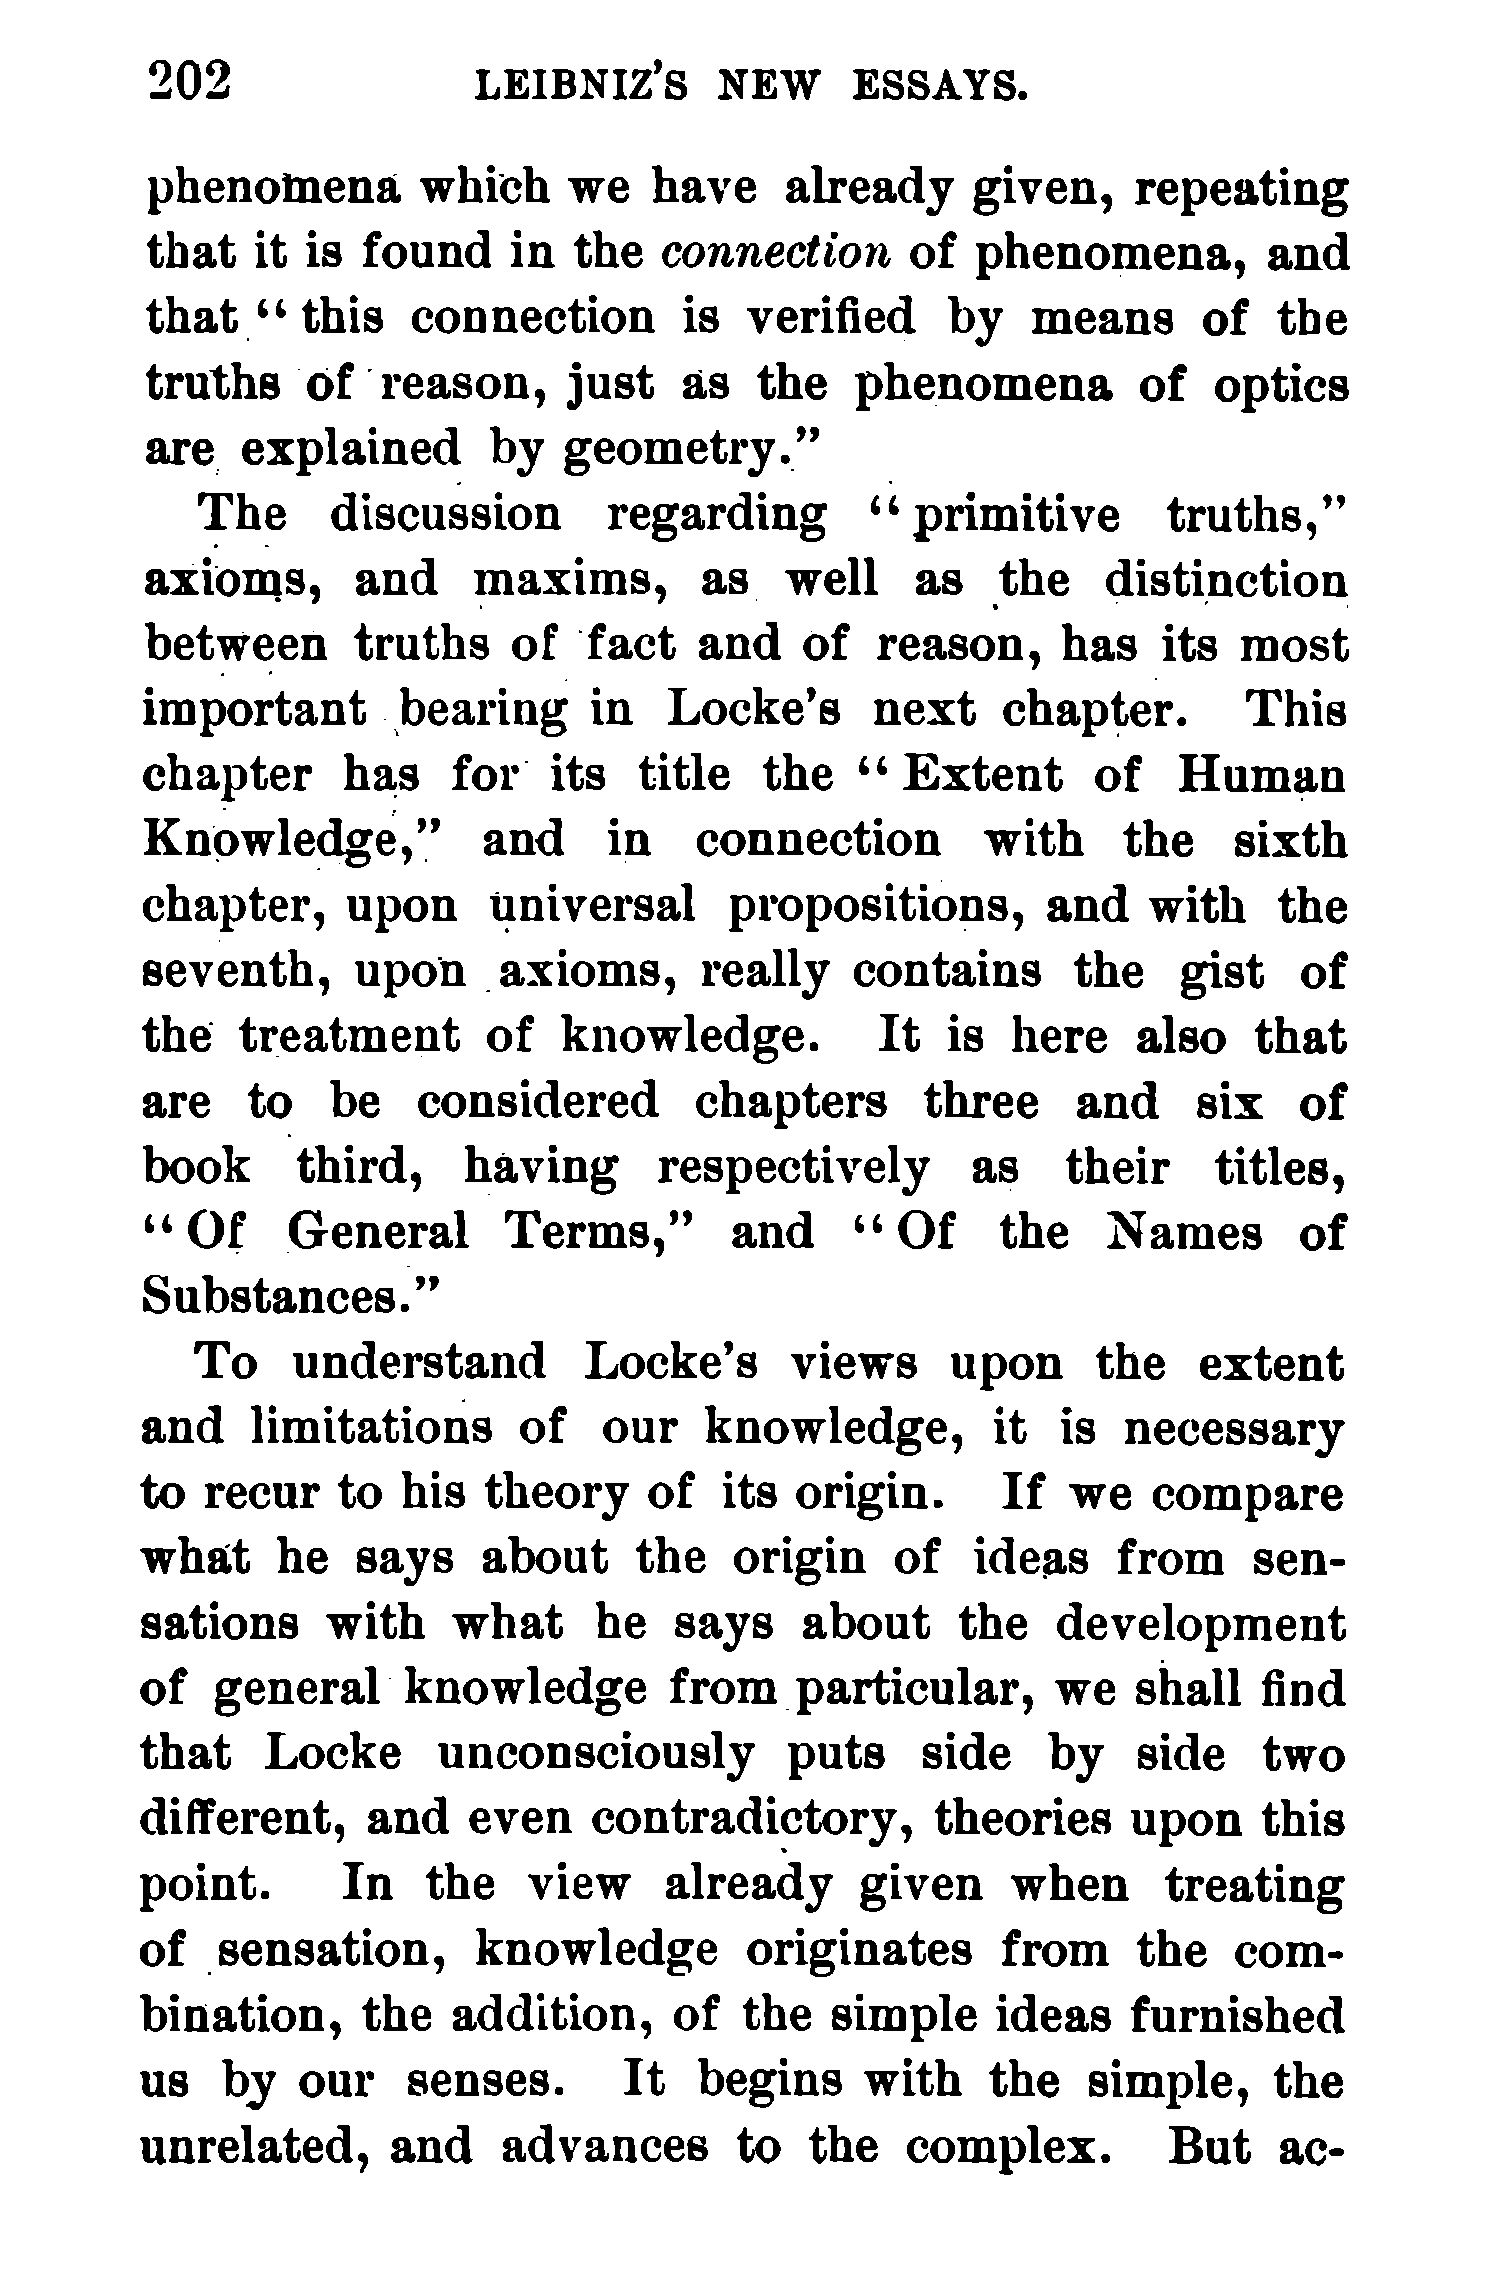 202 LEIBNIZ'S NEW ESSAYS.
phenomena which we have already given, repeating
that it is found in the connection of phenomena, and
that “ this connection is verified by means of the
truths of reason, just as the phenomena of optics
are explained by geometry.”
The discussion regarding “ primitive truths,”
axioms, and maxims, as well as the distinction
between truths of fact and of reason, has its most
important bearing in Locke's next chapter. This
chapter has for its title the “ Extent of Human
Knowledge,” and in connection with the sixth
chapter, upon universal propositions, and with the
seventh, upon axioms, really contains the gist of
the treatment of knowledge. It is here also that
are to be considered chapters three and six of
book third, having respectively as their titles,
“ Of General Terms,” and “ Of the Names of
Substances.”
To understand Locke's views upon the extent
and limitations of our knowledge, it is necessary
to recur to his theory of its origin. If we compare
what he says about the origin of ideas from sen-
sations with what he says about the development
of general knowledge from particular, we shall find
that Locke unconsciously puts side by side two
different, and even contradictory, theories upon this
point. In the view already given when treating
of sensation, knowledge originates from the com-
bination, the addition, of the simple ideas furnished
us by our senses. It begins with the simple, the
unrelated, and advances to the complex. But ac-